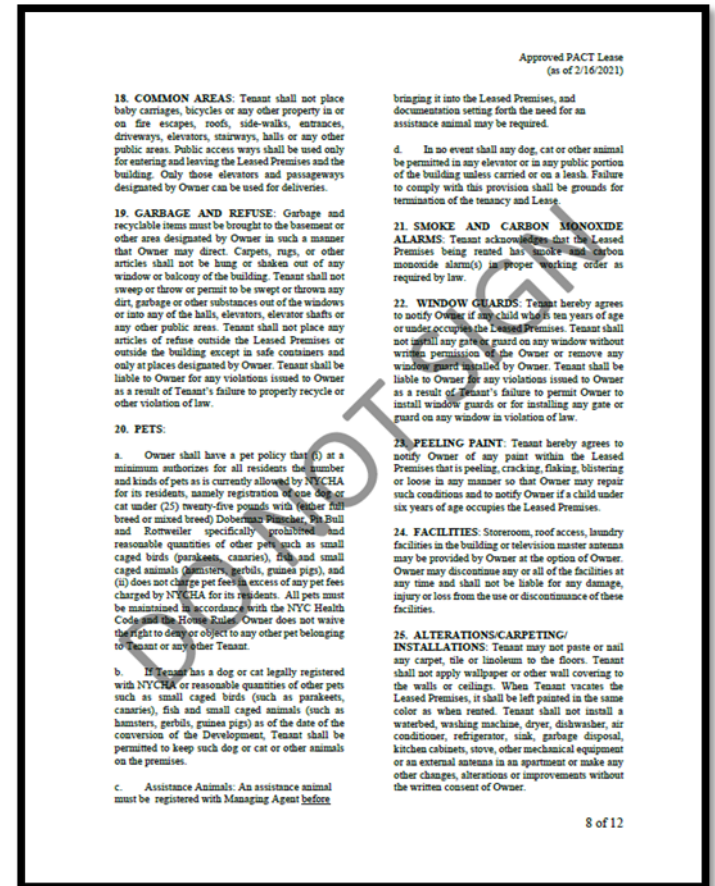 Approved PACT Lease
(as of 2/16/2021)
18. COMMON AREAS: Tenant shall not place
baby carriages, bicycles or any other property in or
on fire escapes, roofs, side-walks, entrances,
driveways, elevators, stairways, halls or any other
public areas. Public access ways shall be used only
for entering and leaving the Leased Premises and the
building. Only those elevators and passageways
designated by Owner can be used for deliveries.
19. GARBAGE AND REFUSE: Garbage and
recyclable items must be brought to the basement or
other area designated by Owner in such a manner
that Owner may direct. Carpets, rugs, or other
articles shall not be hung or shaken out of any
window or balcony of the building. Tenant shall not
sweep or throw or permit to be swept or thrown any
dirt, garbage or other substances out of the windows
or into any of the halls, elevators, elevator shafts or
any other public areas. Tenant shall not place any
articles of refuse outside the Leased Premises or
outside the building except in safe containers and
only at places designated by Owner. Tenant shall be
liable to Owner for any violations issued to Owner
as a result of Tenant's failure to properly recycle or
other violation of law.
20. PETS:
a. Owner shall have a pet policy that (i) at a
minimum authorizes for all residents the number
and kinds of pets as is currently allowed by NYCHA
for its residents, namely registration of one dog or
cat under (25) twenty-five pounds with (either full
breed or mixed breed) Doberman Pinscher, Pit Bull
and Rottweiler specifically prohibited and
reasonable quantities of other pets such as small
caged birds (parakeets, canaries), fish and small
caged animals (hamsters, gerbils, guinea pigs), and
(ii) does not charge pet fees in excess of any pet fees
charged by NYCHA for its residents. All pets must
be maintained in accordance with the NYC Health
Code and the House Rules. Owner does not waive
the right to deny or object to any other pet belonging
to Tenant or any other Tenant.
b. If Tenant has a dog or cat legally registered
with NYCHA or reasonable quantities of other pets
such as small caged birds (such as parakeets,
canaries), fish and small caged animals (such as
hamsters, gerbils, guinea pigs) as of the date of the
conversion of the Development, Tenant shall be
permitted to keep such dog or cat or other animals
on the premises.
c. Assistance Animals: An assistance animal
must be registered with Managing Agent before
bringing it into the Leased Premises, and
documentation setting forth the need for an
assistance animal may be required.
d. In no event shall any dog, cat or other animal
be permitted in any elevator or in any public portion
of the building unless carried or on a leash. Failure
to comply with this provision shall be grounds for
termination of the tenancy and Lease.
21. SMOKE AND CARBON MONOXIDE
ALARMS: Tenant acknowledges that the Leased
Premises being rented has smoke and carbon
monoxide alarm(s) in proper working order as
required by law.
22. WINDOW GUARDS: Tenant hereby agrees
to notify Owner if any child who is ten years of age
or under occupies the Leased Premises. Tenant shall
not install any gate or guard on any window without
written permission of the Owner or remove any
window guard installed by Owner. Tenant shall be
liable to Owner for any violations issued to Owner
as a result of Tenant's failure to permit Owner to
install window guards or for installing any gate or
guard on any window in violation of law.
23. PEELING PAINT: Tenant hereby agrees to
notify Owner of any paint within the Leased
Premises that is peeling, cracking, flaking, blistering
or loose in any manner so that Owner may repair
such conditions and to notify Owner if a child under
six years of age occupies the Leased Premises.
24. FACILITIES: Storeroom, roof access, laundry
facilities in the building or television master antenna
may be provided by Owner at the option of Owner.
Owner may discontinue any or all of the facilities at
any time and shall not be liable for any damage,
injury or loss from the use or discontinuance of these
facilities.
25. ALTERATIONS/CARPETING/
INSTALLATIONS: Tenant may not paste or nail
any carpet, tile or linoleum to the floors. Tenant
shall not apply wallpaper or other wall covering to
the walls or ceilings. When Tenant vacates the
Leased Premises, it shall be left painted in the same
color as when rented. Tenant shall not install a
waterbed, washing machine, dryer, dishwasher, air
conditioner, refrigerator, sink, garbage disposal,
kitchen cabinets, stove, other mechanical equipment
or an external antenna in an apartment or make any
other changes, alterations or improvements without
the written consent of Owner.
8 of 12
DO NOT SIGN